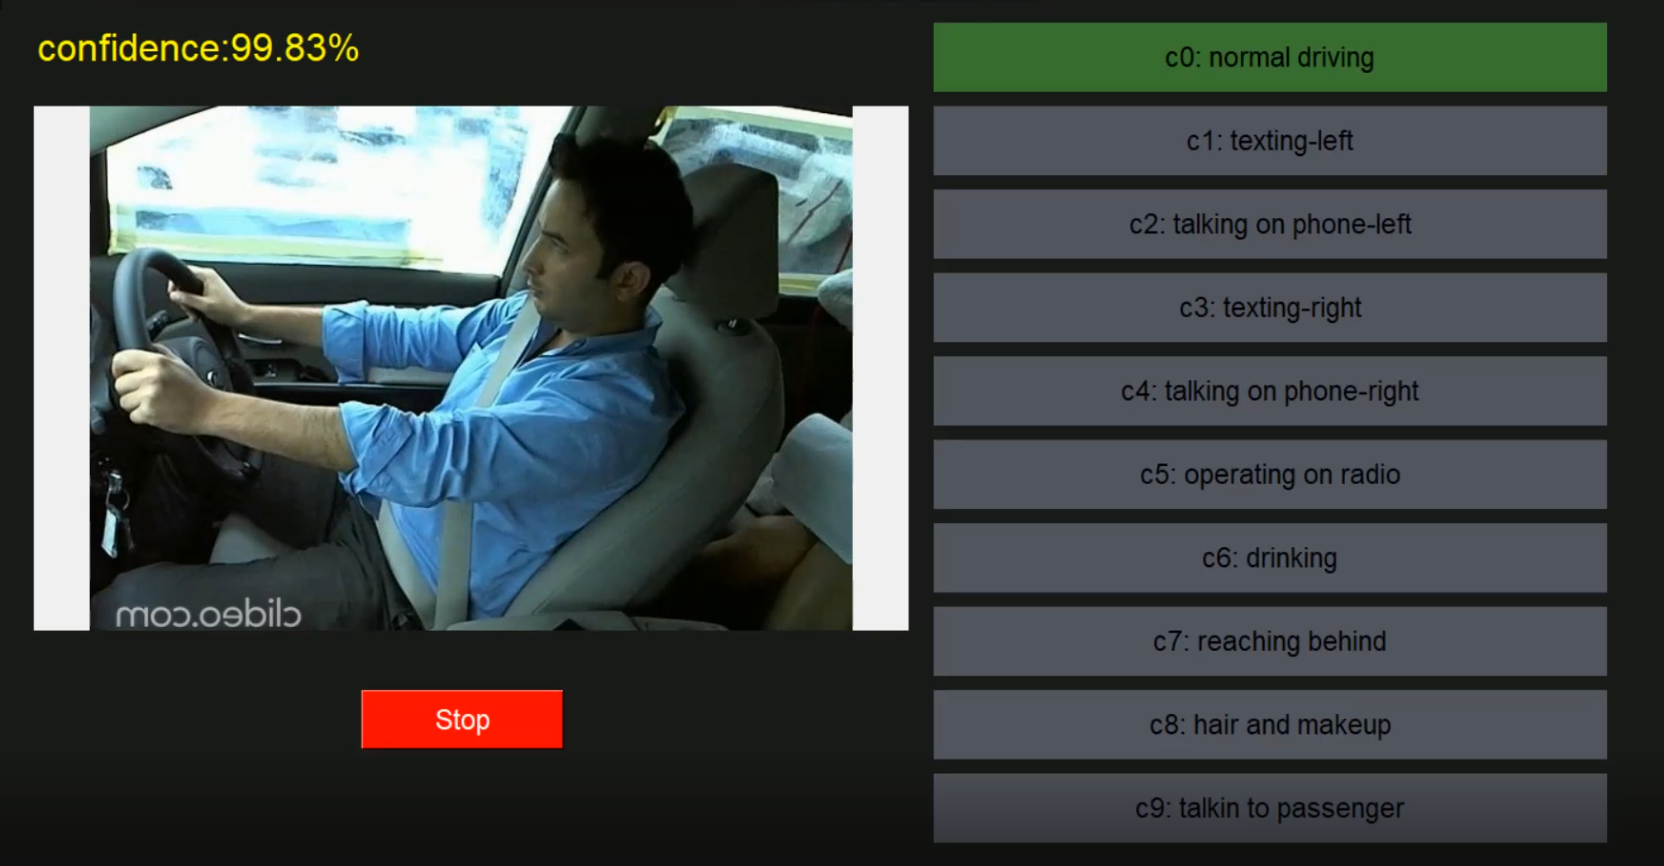 confidence:99.83%
clideo.com
Stop
c0: normal driving
c1: texting-left
c2: talking on phone-left
c3: texting-right
c4: talking on phone-right
c5: operating on radio
c6: drinking
c7: reaching behind
c8: hair and makeup
c9: talkin to passenger